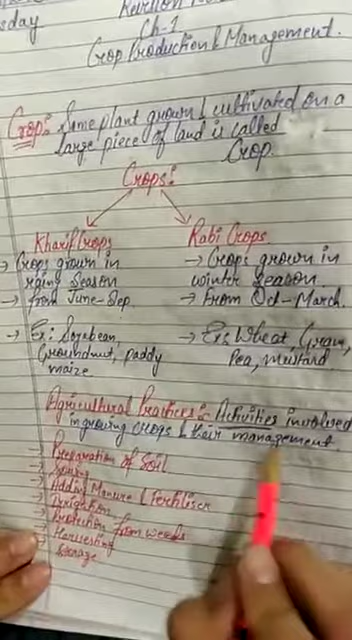 sday
Ch-1
Crop Production & Management.
Crop: Same plant grown & cultivated on a
large piece of land is called
Crop.
Crops:
Kharif Crops
→ Crops grown in
rainy season
→ from June-Sep.
→ Ex: Soyabean,
Groundnut, paddy
maize
Rabi Crops
→ Crops grown in
winter season.
→ From Oct-March.
→ Ex: Wheat, Gram,
Pea, mustard
Agricultural Practices:- Activities involved
in growing crops & their management.
→ Preparation of Soil
→ Sowing
→ Adding Manure & Fertiliser
→ Irrigation
→ Protection from weeds
→ Harvesting
→ Storage